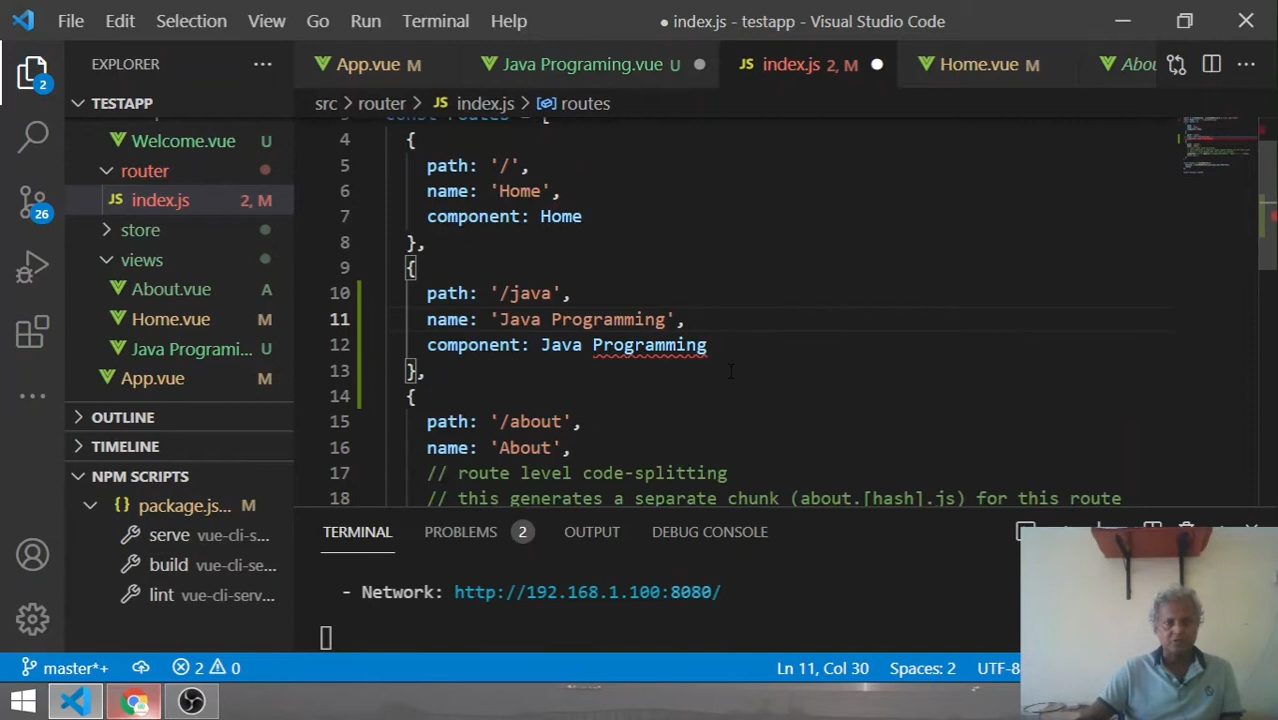 File Edit Selection View Go Run Terminal Help
● index.js - testapp - Visual Studio Code
EXPLORER
App.vue M
Java Programing.vue U
JS index.js 2, M
Home.vue M
Abou
TESTAPP
src > router > JS index.js > routes
Welcome.vue U
router
JS index.js 2, M
store
views
About.vue A
Home.vue M
Java Programi... U
App.vue M
OUTLINE
TIMELINE
NPM SCRIPTS
package.js... M
serve vue-cli-s...
build vue-cli-se...
lint vue-cli-serv...
2
26
const routes = [
4 {
5 path: '/',
6 name: 'Home',
7 component: Home
8 },
9 {
10 path: '/java',
11 name: 'Java Programming',
12 component: Java Programming
13 },
14 {
15 path: '/about',
16 name: 'About',
17 // route level code-splitting
18 // this generates a separate chunk (about.[hash].js) for this route
TERMINAL PROBLEMS 2 OUTPUT DEBUG CONSOLE
- Network: http://192.168.1.100:8080/
master*+ 2 0
Ln 11, Col 30 Spaces: 2 UTF-8